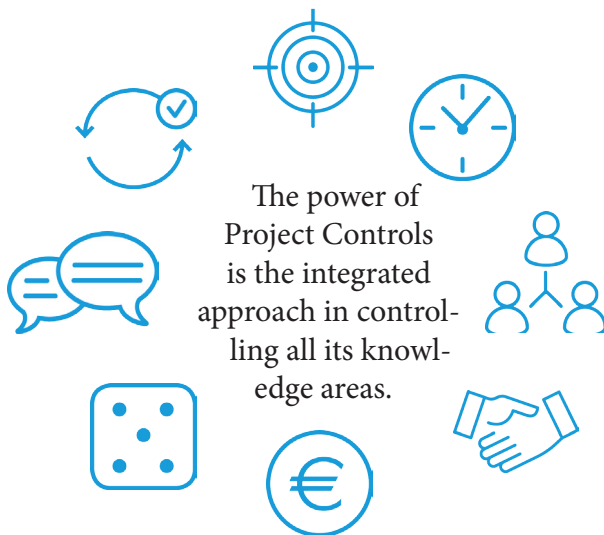 The power of
Project Controls
is the integrated
approach in control-
ling all its knowl-
edge areas.
€